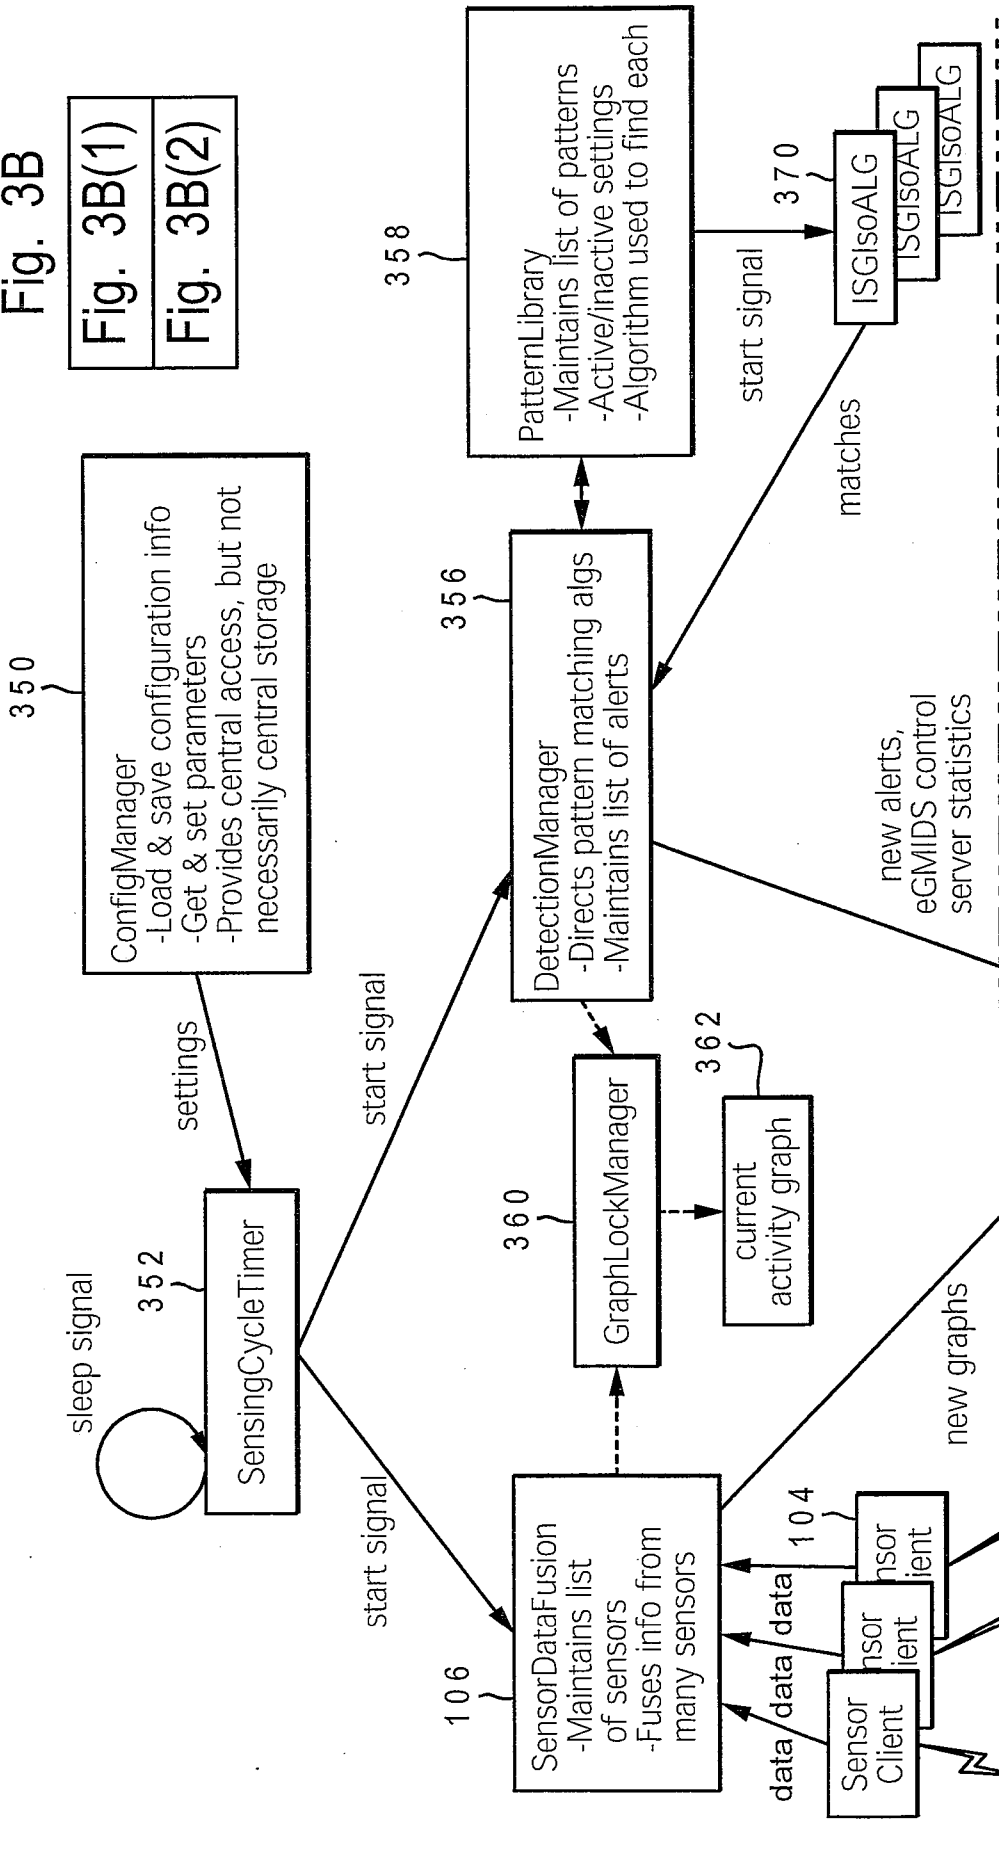 Fig. 3B
Fig. 3B(1)
Fig. 3B(2)
350
ConfigManager
-Load & save configuration info
-Get & set parameters
-Provides central access, but not
necessarily central storage
settings
sleep signal
352
SensingCycleTimer
start signal
start signal
358
PatternLibrary
-Maintains list of patterns
-Active/inactive settings
-Algorithm used to find each
356
DetectionManager
-Directs pattern matching algs
-Maintains list of alerts
start signal
370
ISGIsoALG
ISGIsoALG
ISGIsoALG
matches
360
GraphLockManager
362
current
activity graph
106
SensorDataFusion
-Maintains list
of sensors
-Fuses info from
many sensors
data data data
104
Sensor
Client
nsor
ient
nsor
ient
new graphs
new alerts,
eGMIDS control
server statistics